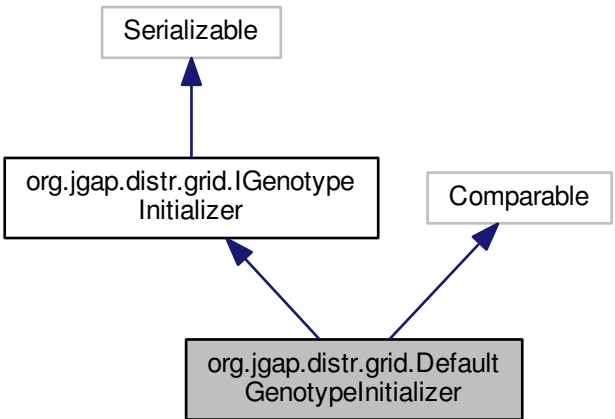 Serializable
org.jgap.distr.grid.IGenotype
Initializer
Comparable
org.jgap.distr.grid.Default
GenotypeInitializer